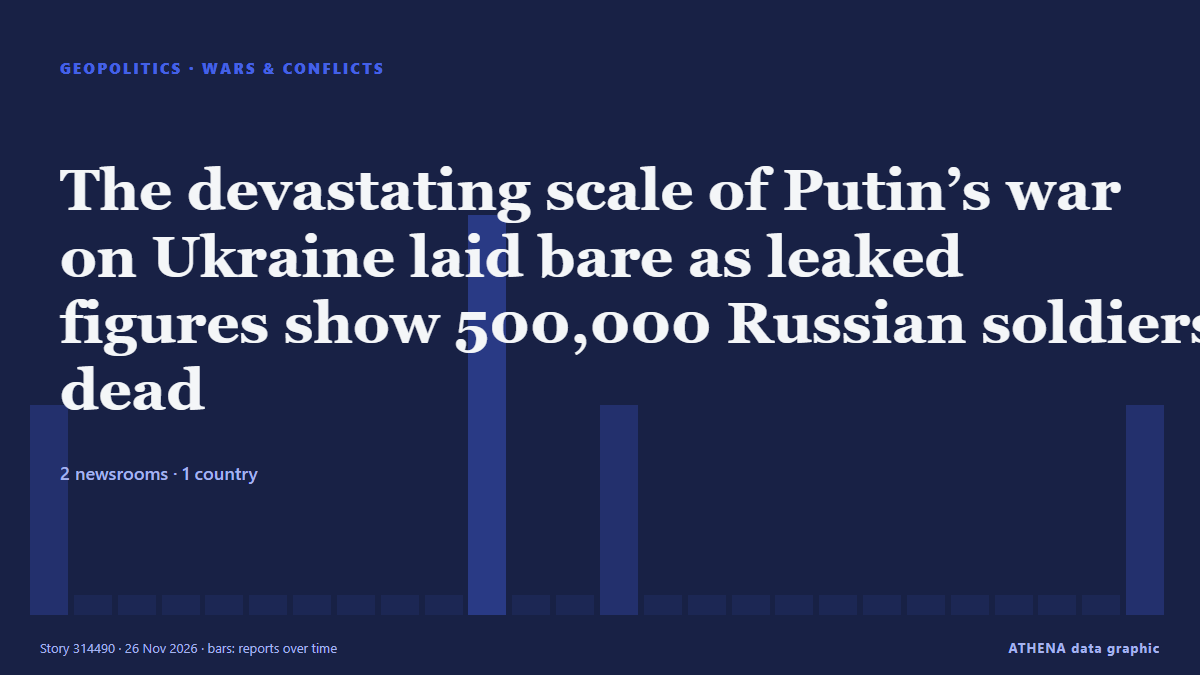 GEOPOLITICS · WARS & CONFLICTS
The devastating scale of Putin’s war
on Ukraine laid bare as leaked
figures show 500,000 Russian soldiers
dead
2 newsrooms · 1 country
Story 314490 · 26 Nov 2026 · bars: reports over time
ATHENA data graphic